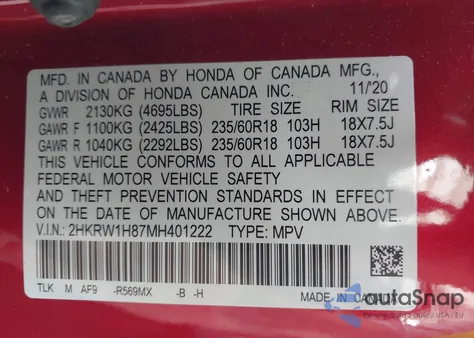 MFD. IN CANADA BY HONDA OF CANADA MFG.,
A DIVISION OF HONDA CANADA INC. 11/'20
GVWR 2130KG (4695LBS) TIRE SIZE RIM SIZE
GAWR F 1100KG (2425LBS) 235/60R18 103H 18X7.5J
GAWR R 1040KG (2292LBS) 235/60R18 103H 18X7.5J
THIS VEHICLE CONFORMS TO ALL APPLICABLE
FEDERAL MOTOR VEHICLE SAFETY
AND THEFT PREVENTION STANDARDS IN EFFECT
ON THE DATE OF MANUFACTURE SHOWN ABOVE.
V.I.N.: 2HKRW1H87MH401222 TYPE: MPV
TLK M AF9 -R569MX -B -H MADE IN CANADA
autoSnap